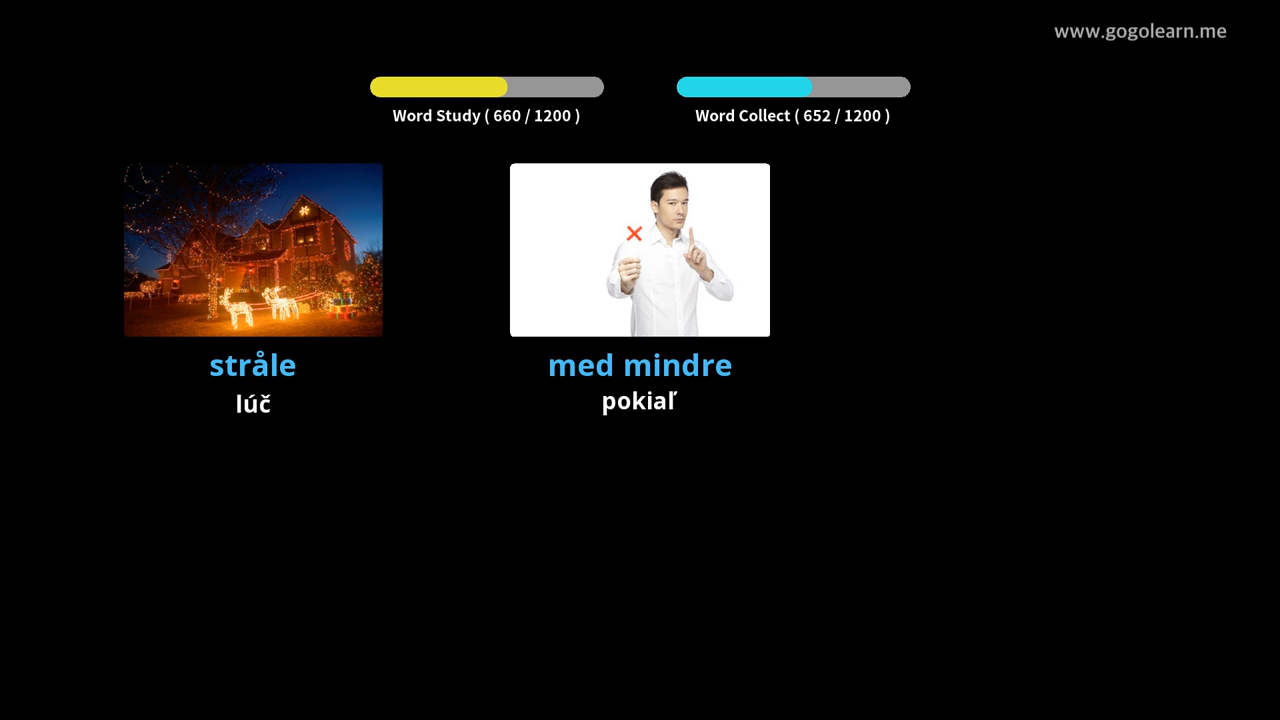 www.gogolearn.me
Word Study ( 660 / 1200 )
Word Collect ( 652 / 1200 )
stråle
lúč
med mindre
pokiaľ